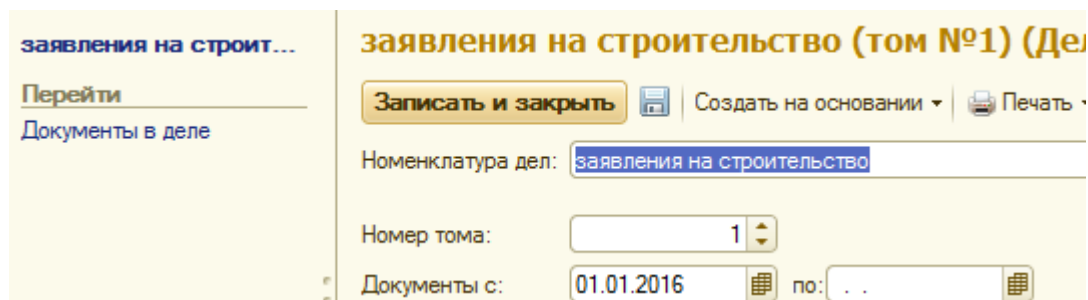 заявления на строит...
Перейти
Документы в деле
заявления на строительство (том №1) (Дел
Записать и закрыть Создать на основании Печать
Номенклатура дел: заявления на строительство
Номер тома: 1
Документы с: 01.01.2016 по: . .